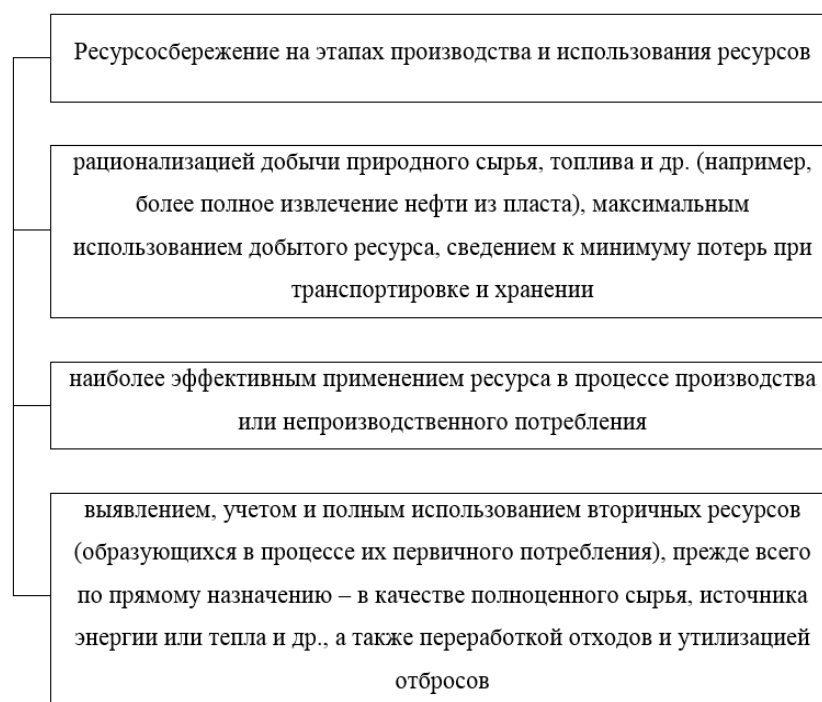 Ресурсосбережение на этапах производства и использования ресурсов
рационализацией добычи природного сырья, топлива и др. (например,
более полное извлечение нефти из пласта), максимальным
использованием добытого ресурса, сведением к минимуму потерь при
транспортировке и хранении
наиболее эффективным применением ресурса в процессе производства
или непроизводственного потребления
выявлением, учетом и полным использованием вторичных ресурсов
(образующихся в процессе их первичного потребления), прежде всего
по прямому назначению – в качестве полноценного сырья, источника
энергии или тепла и др., а также переработкой отходов и утилизацией
отбросов